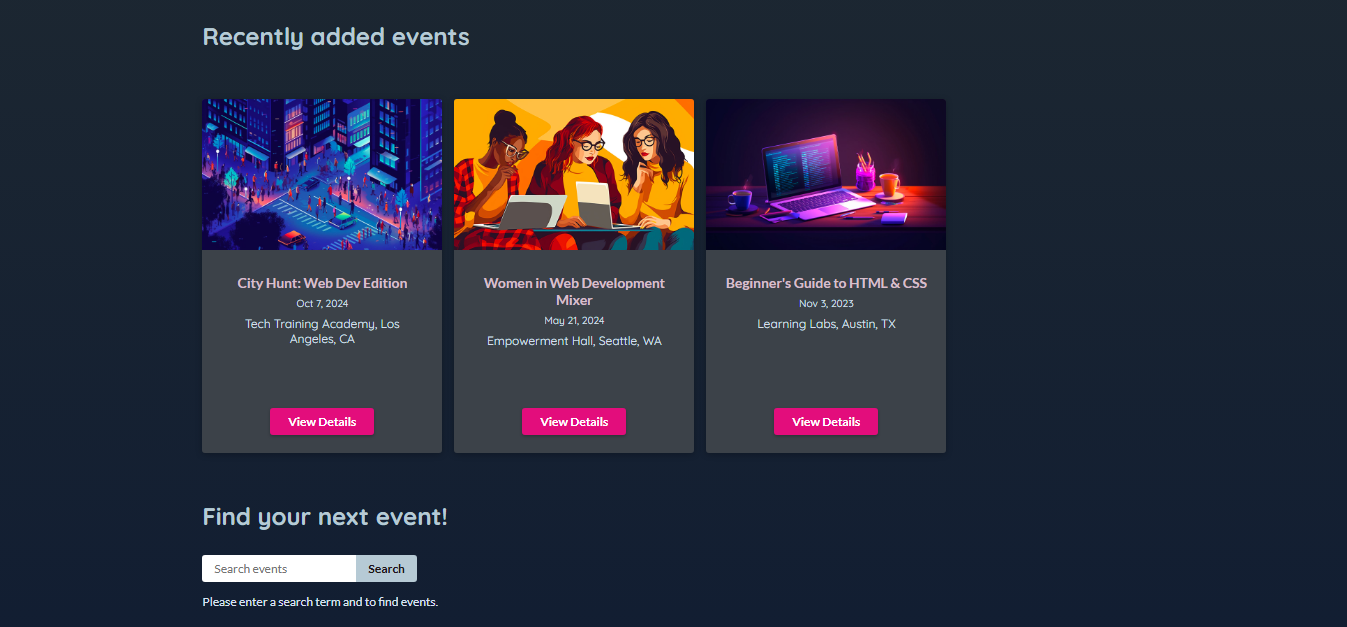 Recently added events
City Hunt: Web Dev Edition
Oct 7, 2024
Tech Training Academy, Los
Angeles, CA
View Details
Women in Web Development
Mixer
May 21, 2024
Empowerment Hall, Seattle, WA
View Details
Beginner's Guide to HTML & CSS
Nov 3, 2023
Learning Labs, Austin, TX
View Details
Find your next event!
Search events
Search
Please enter a search term and to find events.